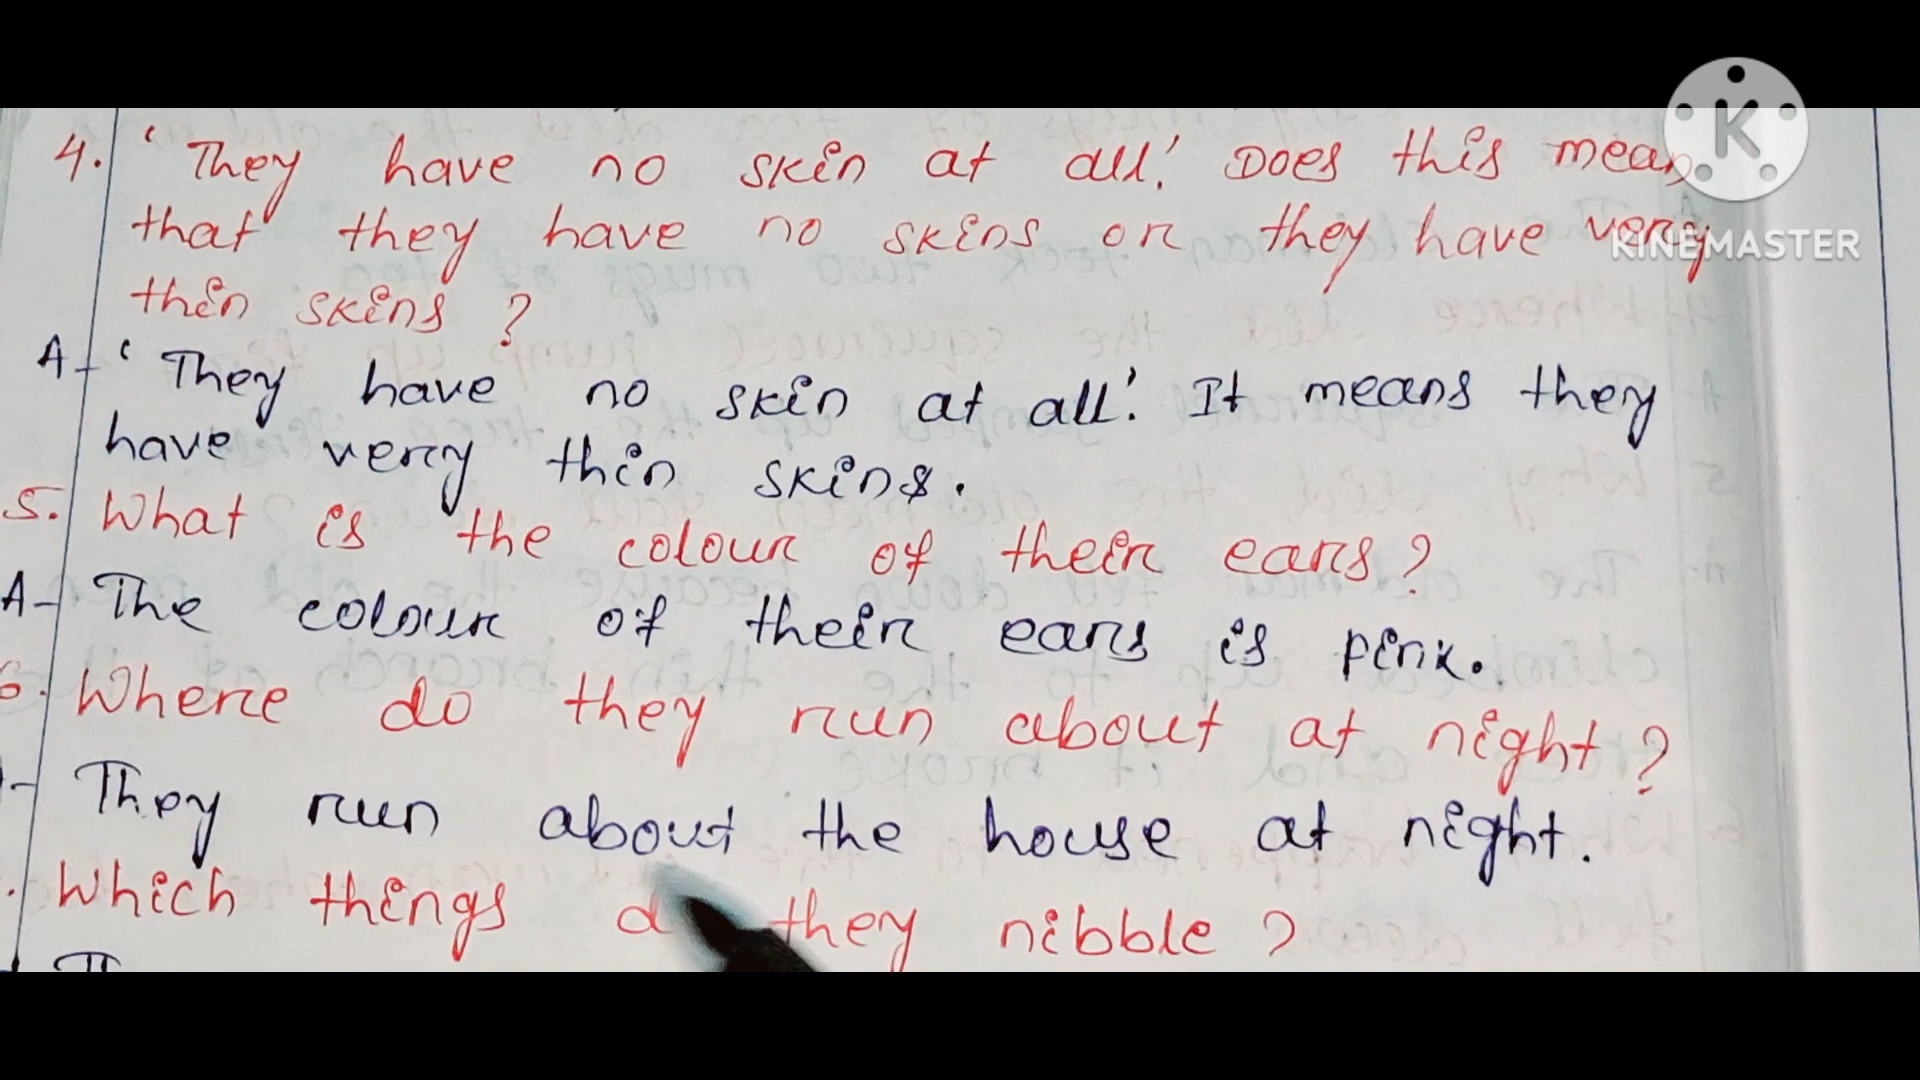 4. 'They have no skin at all'. Does this mean
that they have no skins or they have very
thin skins ?
A- 'They have no skin at all'. It means they
have very thin skins.
5. What is the colour of their ears?
A- The colour of their ears is pink.
6. Where do they run about at night?
They run about the house at night.
Which things they nibble ?
K
KINEMASTER